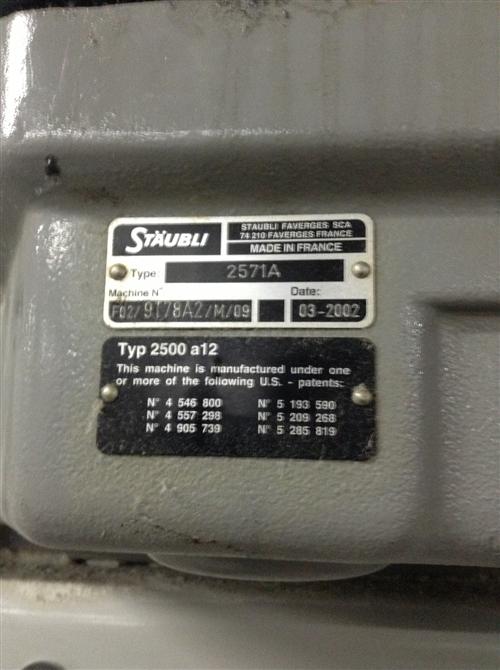 STÄUBLI
STAUBLI FAVERGES SCA
74 210 FAVERGES FRANCE
MADE IN FRANCE
Type: 2571A
Machine N° Date:
F02/9178A2/M/09 03-2002
Typ 2500 a12
This machine is manufactured under one
or more of the following U.S. - patents:
N° 4 546 800 N° 5 193 590
N° 4 557 298 N° 5 209 268
N° 4 905 739 N° 5 285 819